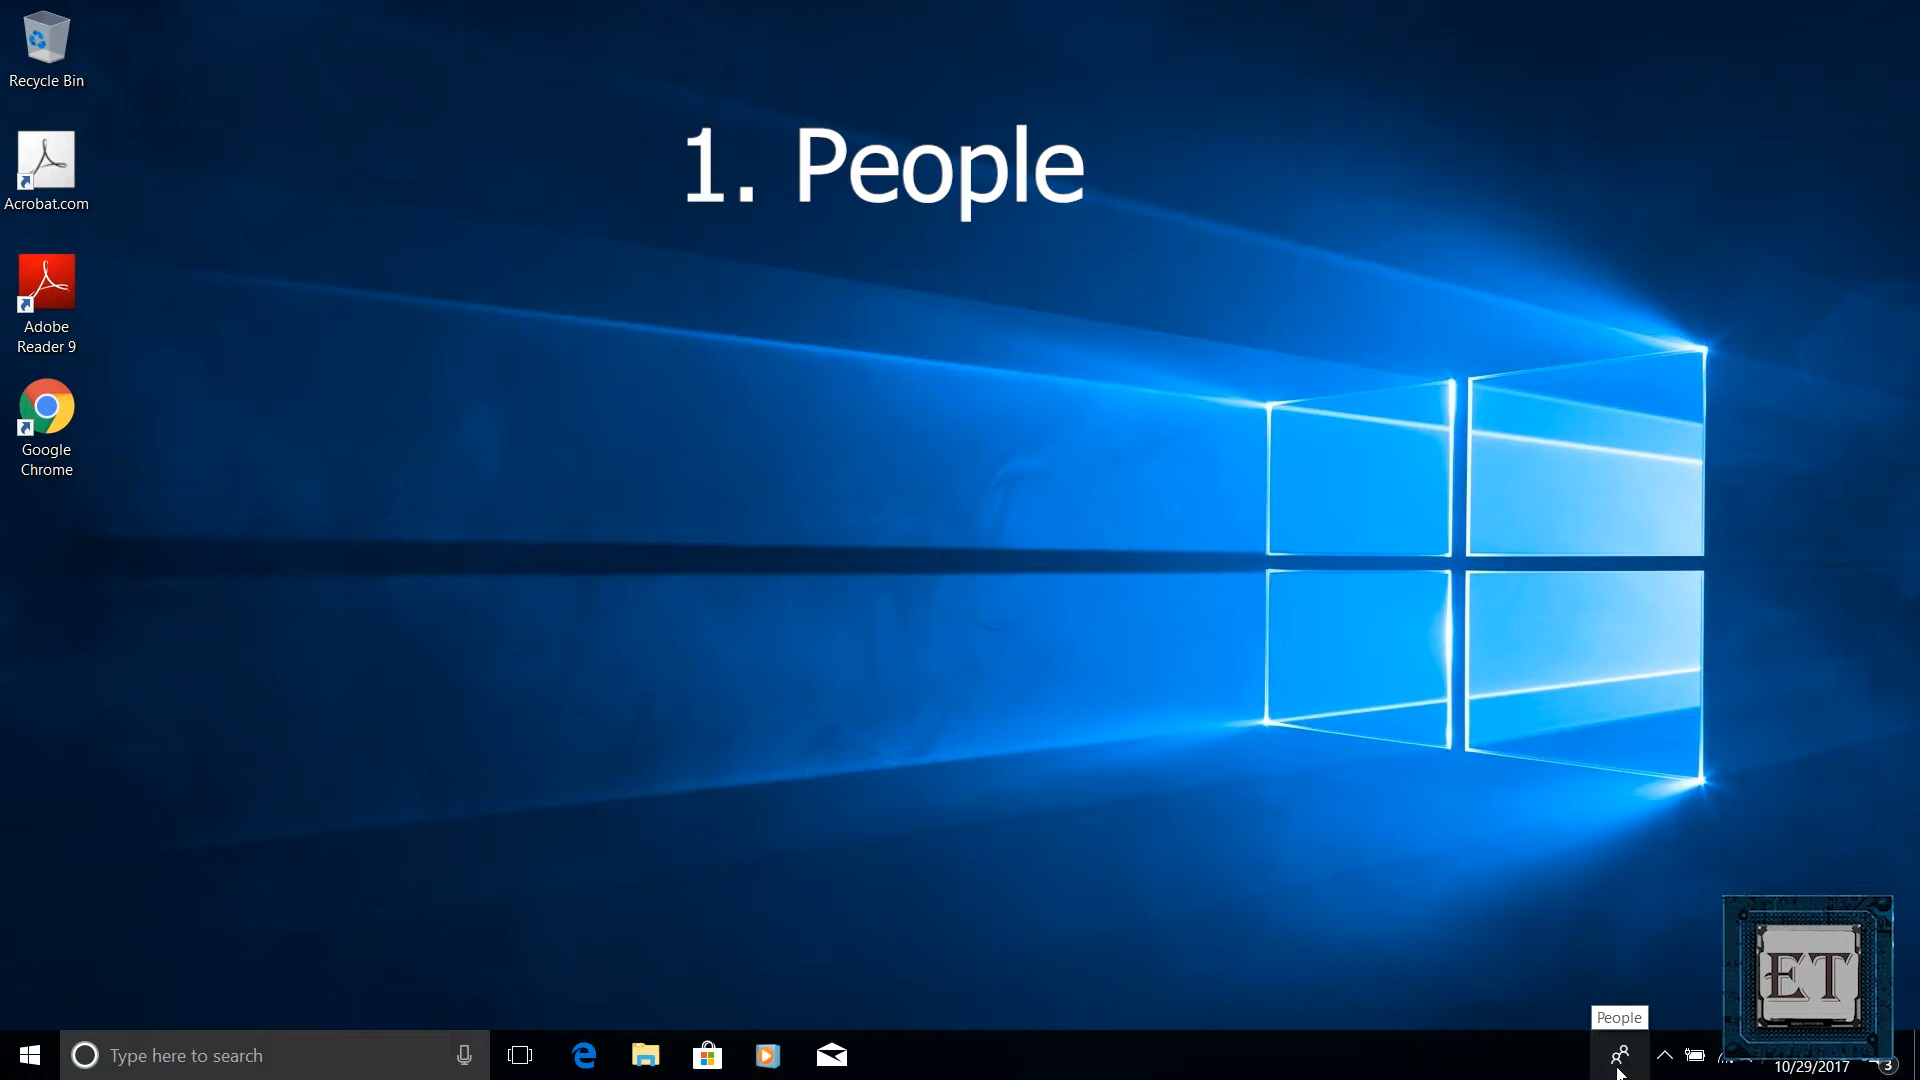 Recycle Bin
1. People
Acrobat.com
Adobe
Reader 9
Google
Chrome
ET
People
Type here to search
10/29/2017
3